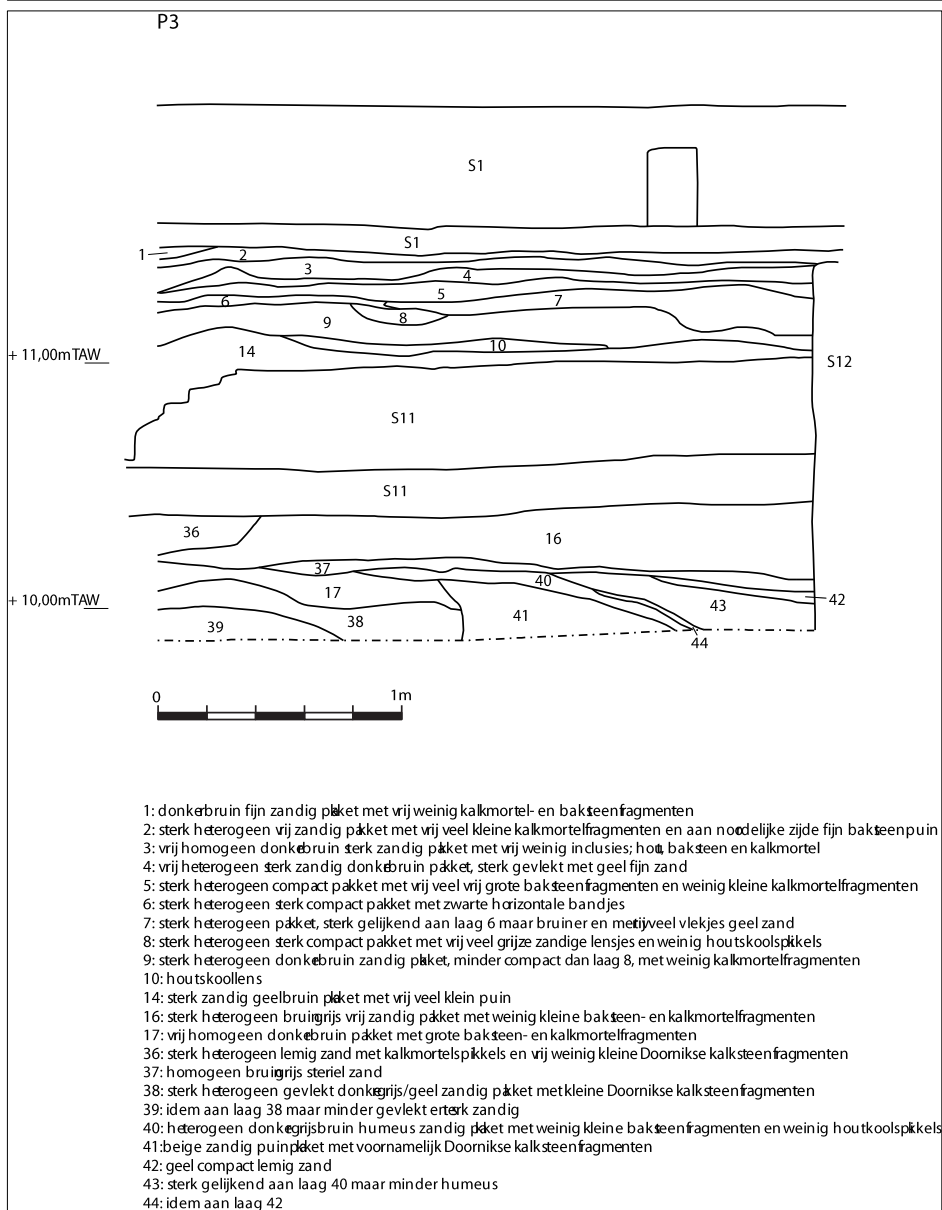 P3
S1
S1
1
2
3
4
5
6
7
8
9
10
+ 11,00mTAW
14
S12
S11
S11
36
16
37
40
+ 10,00mTAW
17
42
43
38
41
39
44
0 1m
1: donkerbruin fijn zandig pakket met vrij weinig kalkmortel- en baksteenfragmenten
2: sterk heterogeen vrij zandig pakket met vrij veel kleine kalkmortelfragmenten en aan noordelijke zijde fijn baksteenpuin
3: vrij homogeen donkerbruin sterk zandig pakket met vrij weinig inclusies; hout, baksteen en kalkmortel
4: vrij heterogeen sterk zandig donkerbruin pakket, sterk gevlekt met geel fijn zand
5: sterk heterogeen compact pakket met vrij veel vrij grote baksteenfragmenten en weinig kleine kalkmortelfragmenten
6: sterk heterogeen sterk compact pakket met zwarte horizontale bandjes
7: sterk heterogeen pakket, sterk gelijkend aan laag 6 maar bruiner en met vrij veel vlekjes geel zand
8: sterk heterogeen sterk compact pakket met vrij veel grijze zandige lensjes en weinig houtskoolspikkels
9: sterk heterogeen donkerbruin zandig pakket, minder compact dan laag 8, met weinig kalkmortelfragmenten
10: houtskoollens
14: sterk zandig geelbruin pakket met vrij veel klein puin
16: sterk heterogeen bruingrijs vrij zandig pakket met weinig kleine baksteen- en kalkmortelfragmenten
17: vrij homogeen donkerbruin pakket met grote baksteen- en kalkmortelfragmenten
36: sterk heterogeen lemig zand met kalkmortelspikkels en vrij weinig kleine Doornikse kalksteenfragmenten
37: homogeen bruingrijs steriel zand
38: sterk heterogeen gevlekt donkergrijs/geel zandig pakket met kleine Doornikse kalksteenfragmenten
39: idem aan laag 38 maar minder gevlekt en sterk zandig
40: heterogeen donkergrijsbruin humeus zandig pakket met weinig kleine baksteenfragmenten en weinig houtkoolspikkels
41:beige zandig puinpakket met voornamelijk Doornikse kalksteenfragmenten
42: geel compact lemig zand
43: sterk gelijkend aan laag 40 maar minder humeus
44: idem aan laag 42